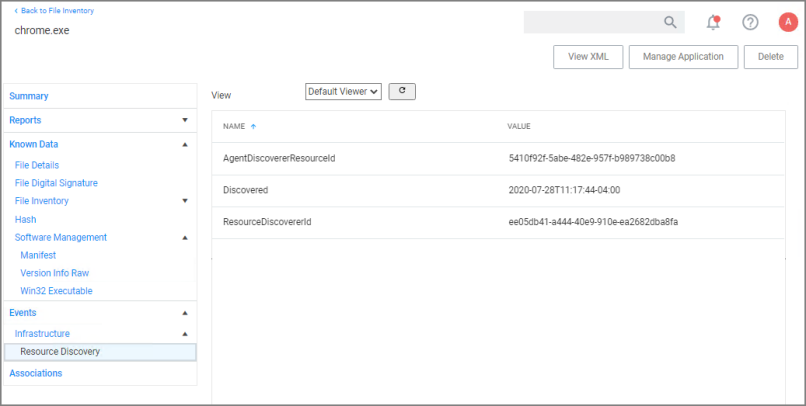 Back to File Inventory
chrome.exe
A
View XML
Manage Application
Delete
Summary
Reports
Known Data
File Details
File Digital Signature
File Inventory
Hash
Software Management
Manifest
Version Info Raw
Win32 Executable
Events
Infrastructure
Resource Discovery
Associations
View Default Viewer
NAME VALUE
AgentDiscovererResourceId 5410f92f-5abe-482e-957f-b989738c00b8
Discovered 2020-07-28T11:17:44-04:00
ResourceDiscovererId ee05db41-a444-40e9-910e-ea2682dba8fa